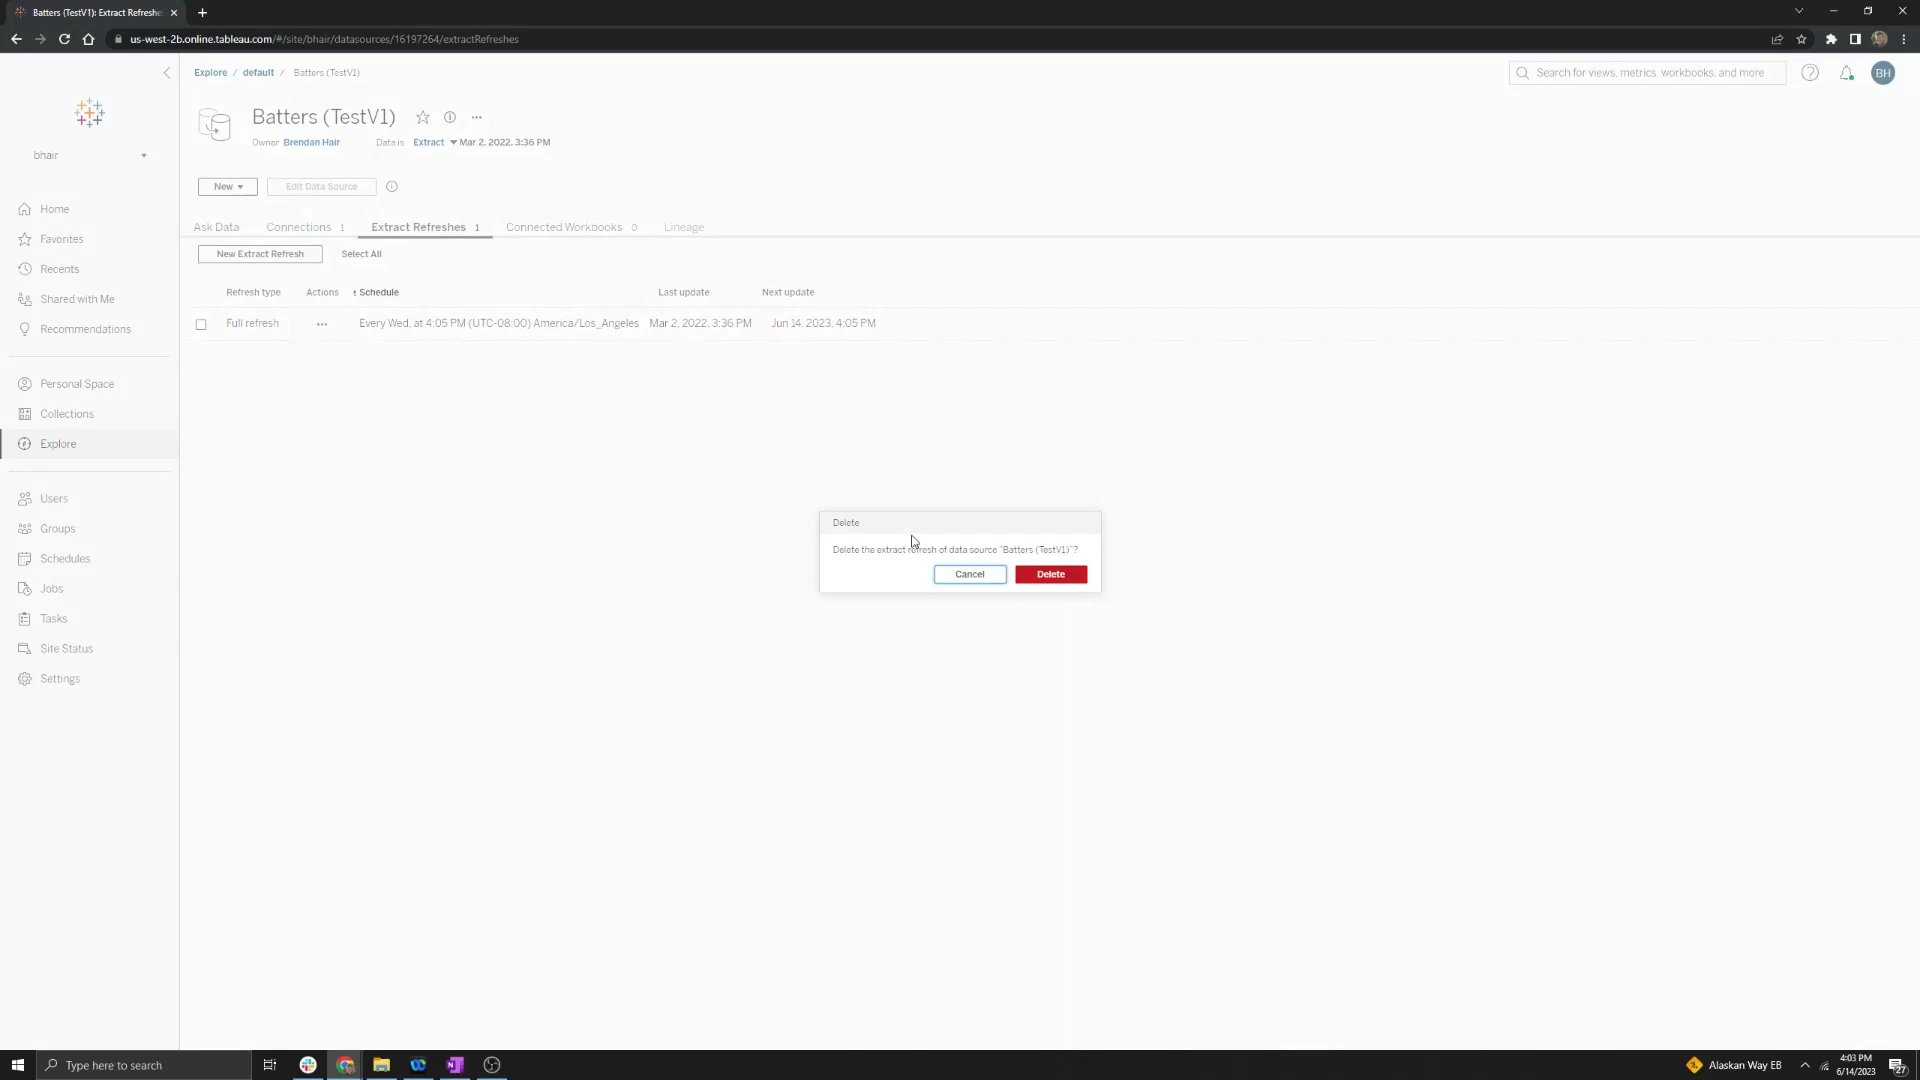 Batters (TestV1): Extract Refreshe
us-west-2b.online.tableau.com/#/site/bhair/datasources/16197264/extractRefreshes
Explore / default / Batters (TestV1)
Search for views, metrics, workbooks, and more
BH
Batters (TestV1)
Owner Brendan Hair Data is Extract Mar 2, 2022, 3:36 PM
bhair
New Edit Data Source
Home
Favorites
Recents
Shared with Me
Recommendations
Personal Space
Collections
Explore
Users
Groups
Schedules
Jobs
Tasks
Site Status
Settings
Ask Data Connections 1 Extract Refreshes 1 Connected Workbooks 0 Lineage
New Extract Refresh Select All
Refresh type Actions ↑ Schedule Last update Next update
Full refresh ··· Every Wed, at 4:05 PM (UTC-08:00) America/Los_Angeles Mar 2, 2022, 3:36 PM Jun 14, 2023, 4:05 PM
Delete
Delete the extract refresh of data source "Batters (TestV1)"?
Cancel Delete
Type here to search
Alaskan Way EB
4:03 PM
6/14/2023
27